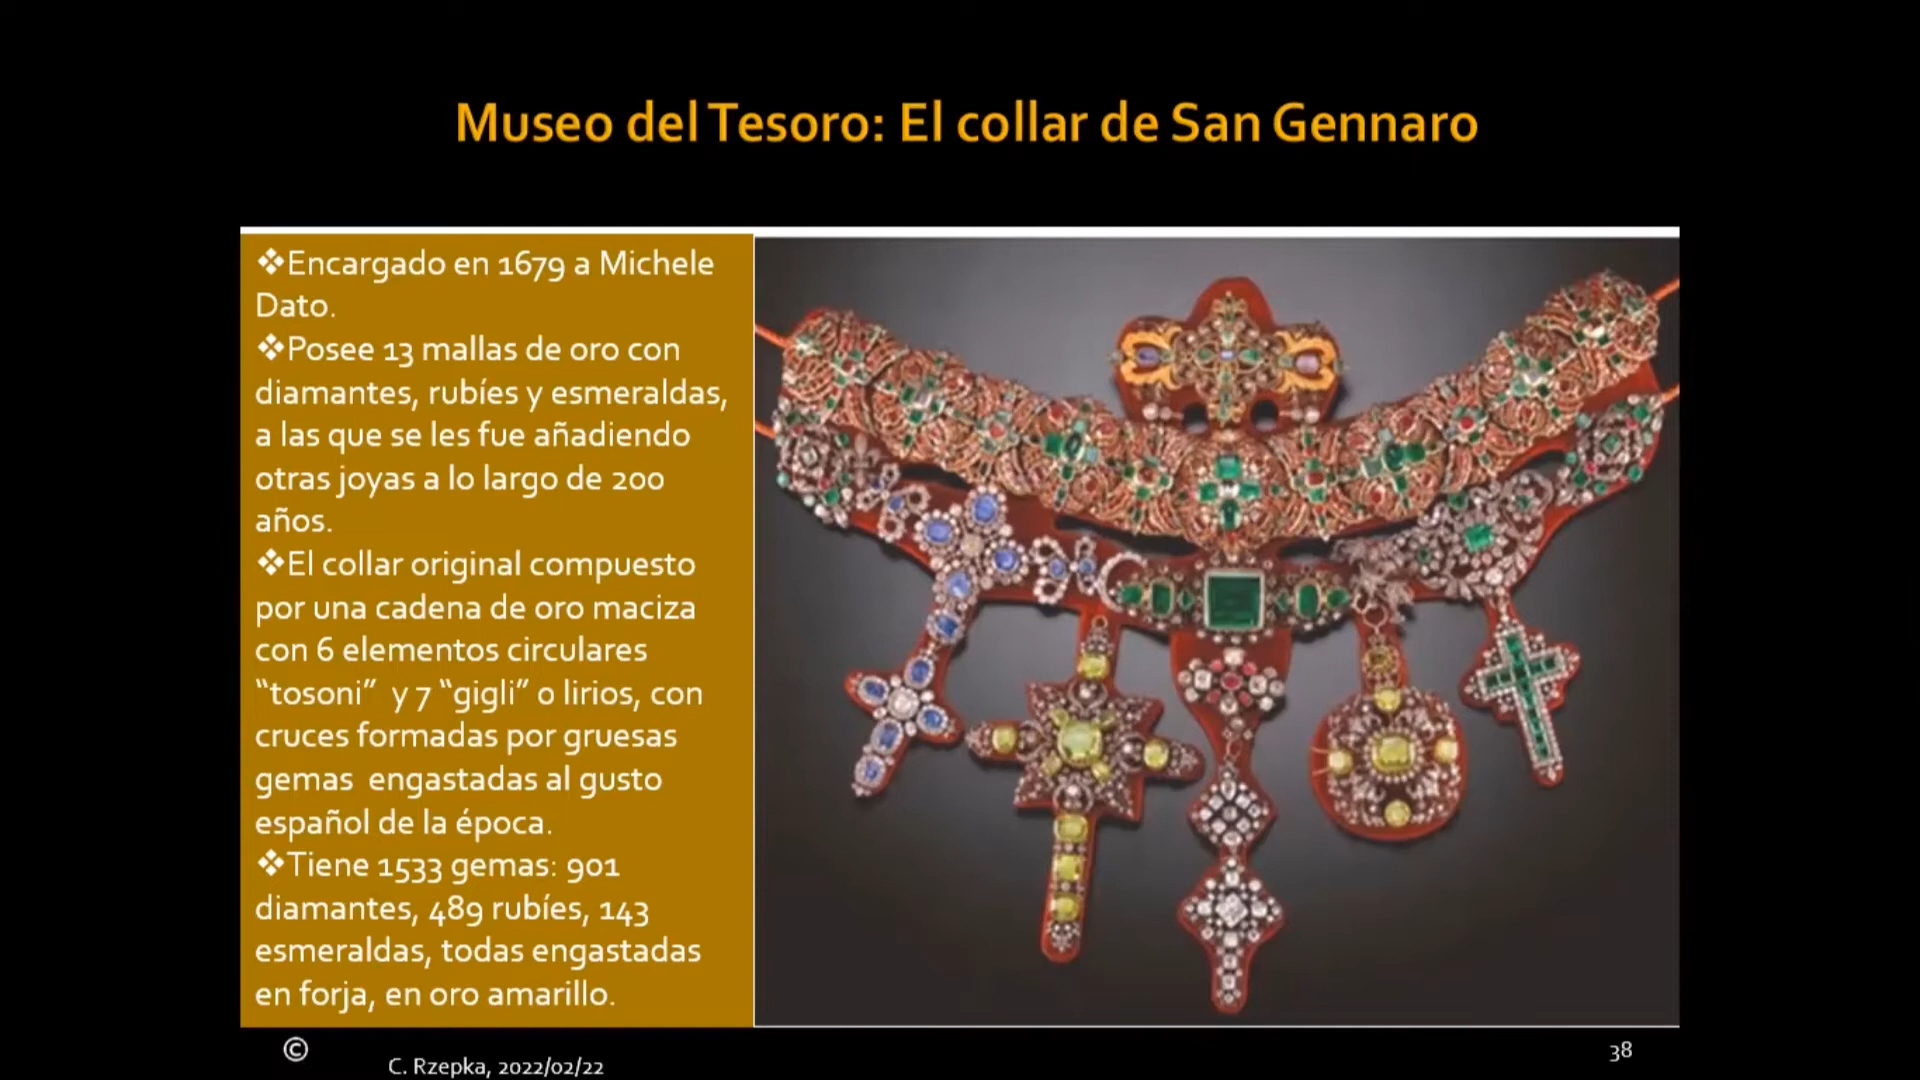 Museo del Tesoro: El collar de San Gennaro
❖Encargado en 1679 a Michele
Dato.
❖Posee 13 mallas de oro con
diamantes, rubíes y esmeraldas,
a las que se les fue añadiendo
otras joyas a lo largo de 200
años.
❖El collar original compuesto
por una cadena de oro maciza
con 6 elementos circulares
“tosoni” y 7 “gigli” o lirios, con
cruces formadas por gruesas
gemas engastadas al gusto
español de la época.
❖Tiene 1533 gemas: 901
diamantes, 489 rubíes, 143
esmeraldas, todas engastadas
en forja, en oro amarillo.
©
C. Rzepka, 2022/02/22
38